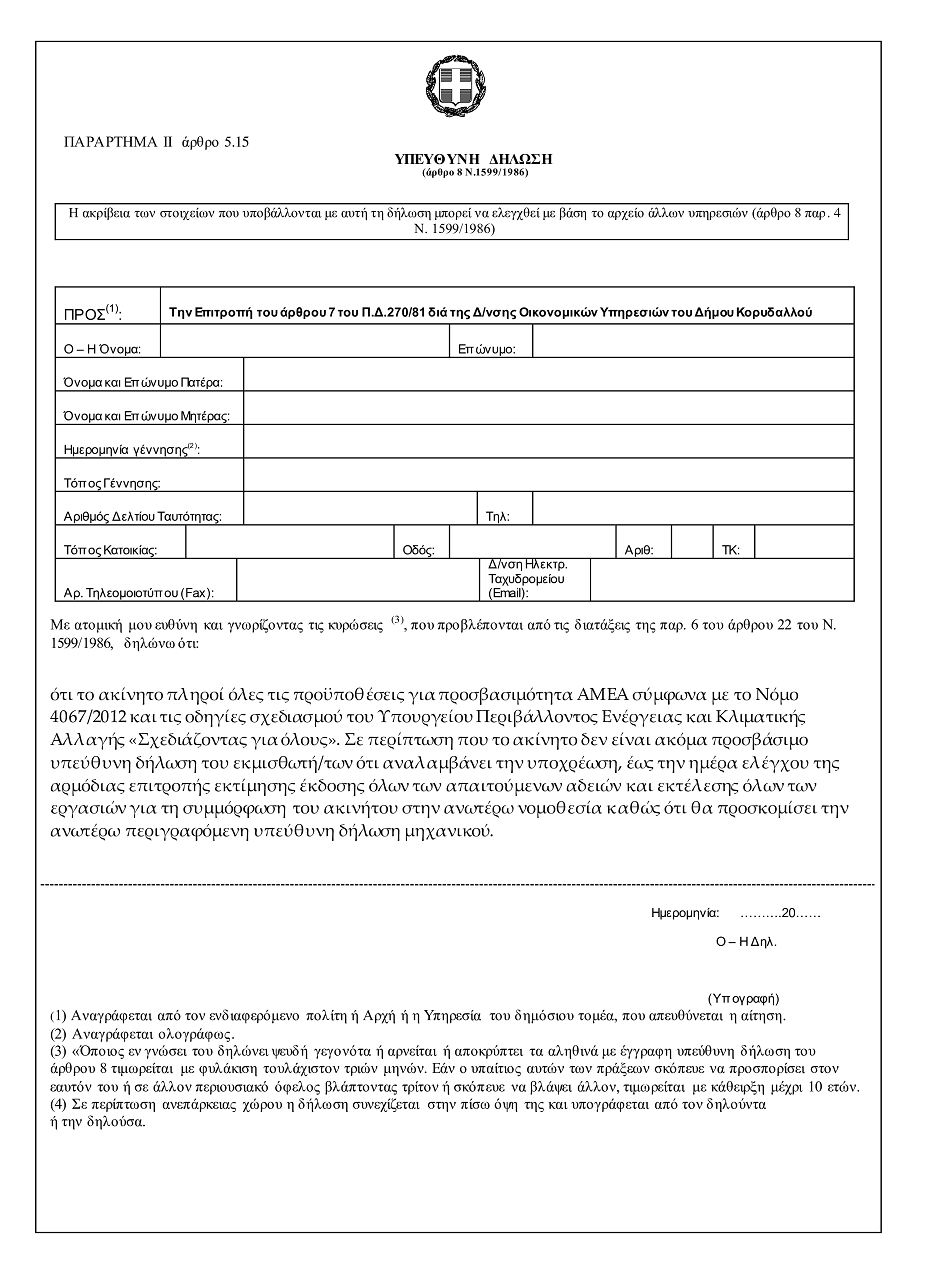 ΠΑΡΑΡΤΗΜΑ ΙΙ άρθρο 5.15
ΥΠΕΥΘΥΝΗ ΔΗΛΩΣΗ
(άρθρο 8 Ν.1599/1986)
Η ακρίβεια των στοιχείων που υποβάλλονται με αυτή τη δήλωση μπορεί να ελεγχθεί με βάση το αρχείο άλλων υπηρεσιών (άρθρο 8 παρ. 4
Ν. 1599/1986)
ΠΡΟΣ(1): Την Επιτροπή του άρθρου 7 του Π.Δ.270/81 διά της Δ/νσης Οικονομικών Υπηρεσιών του Δήμου Κορυδαλλού
Ο – Η Όνομα: Επώνυμο:
Όνομα και Επώνυμο Πατέρα:
Όνομα και Επώνυμο Μητέρας:
Ημερομηνία γέννησης(2):
Τόπος Γέννησης:
Αριθμός Δελτίου Ταυτότητας: Τηλ:
Τόπος Κατοικίας: Οδός: Αριθ: ΤΚ:
Αρ. Τηλεομοιοτύπου (Fax): Δ/νση Ηλεκτρ.
Ταχυδρομείου
(Email):
Με ατομική μου ευθύνη και γνωρίζοντας τις κυρώσεις (3), που προβλέπονται από τις διατάξεις της παρ. 6 του άρθρου 22 του Ν.
1599/1986, δηλώνω ότι:
ότι το ακίνητο πληροί όλες τις προϋποθέσεις για προσβασιμότητα ΑΜΕΑ σύμφωνα με το Νόμο
4067/2012 και τις οδηγίες σχεδιασμού του Υπουργείου Περιβάλλοντος Ενέργειας και Κλιματικής
Αλλαγής «Σχεδιάζοντας για όλους». Σε περίπτωση που το ακίνητο δεν είναι ακόμα προσβάσιμο
υπεύθυνη δήλωση του εκμισθωτή/των ότι αναλαμβάνει την υποχρέωση, έως την ημέρα ελέγχου της
αρμόδιας επιτροπής εκτίμησης έκδοσης όλων των απαιτούμενων αδειών και εκτέλεσης όλων των
εργασιών για τη συμμόρφωση του ακινήτου στην ανωτέρω νομοθεσία καθώς ότι θα προσκομίσει την
ανωτέρω περιγραφόμενη υπεύθυνη δήλωση μηχανικού.
Ημερομηνία: ……….20……
Ο – Η Δηλ.
(Υπογραφή)
(1) Αναγράφεται από τον ενδιαφερόμενο πολίτη ή Αρχή ή η Υπηρεσία του δημόσιου τομέα, που απευθύνεται η αίτηση.
(2) Αναγράφεται ολογράφως.
(3) «Όποιος εν γνώσει του δηλώνει ψευδή γεγονότα ή αρνείται ή αποκρύπτει τα αληθινά με έγγραφη υπεύθυνη δήλωση του
άρθρου 8 τιμωρείται με φυλάκιση τουλάχιστον τριών μηνών. Εάν ο υπαίτιος αυτών των πράξεων σκόπευε να προσπορίσει στον
εαυτόν του ή σε άλλον περιουσιακό όφελος βλάπτοντας τρίτον ή σκόπευε να βλάψει άλλον, τιμωρείται με κάθειρξη μέχρι 10 ετών.
(4) Σε περίπτωση ανεπάρκειας χώρου η δήλωση συνεχίζεται στην πίσω όψη της και υπογράφεται από τον δηλούντα
ή την δηλούσα.